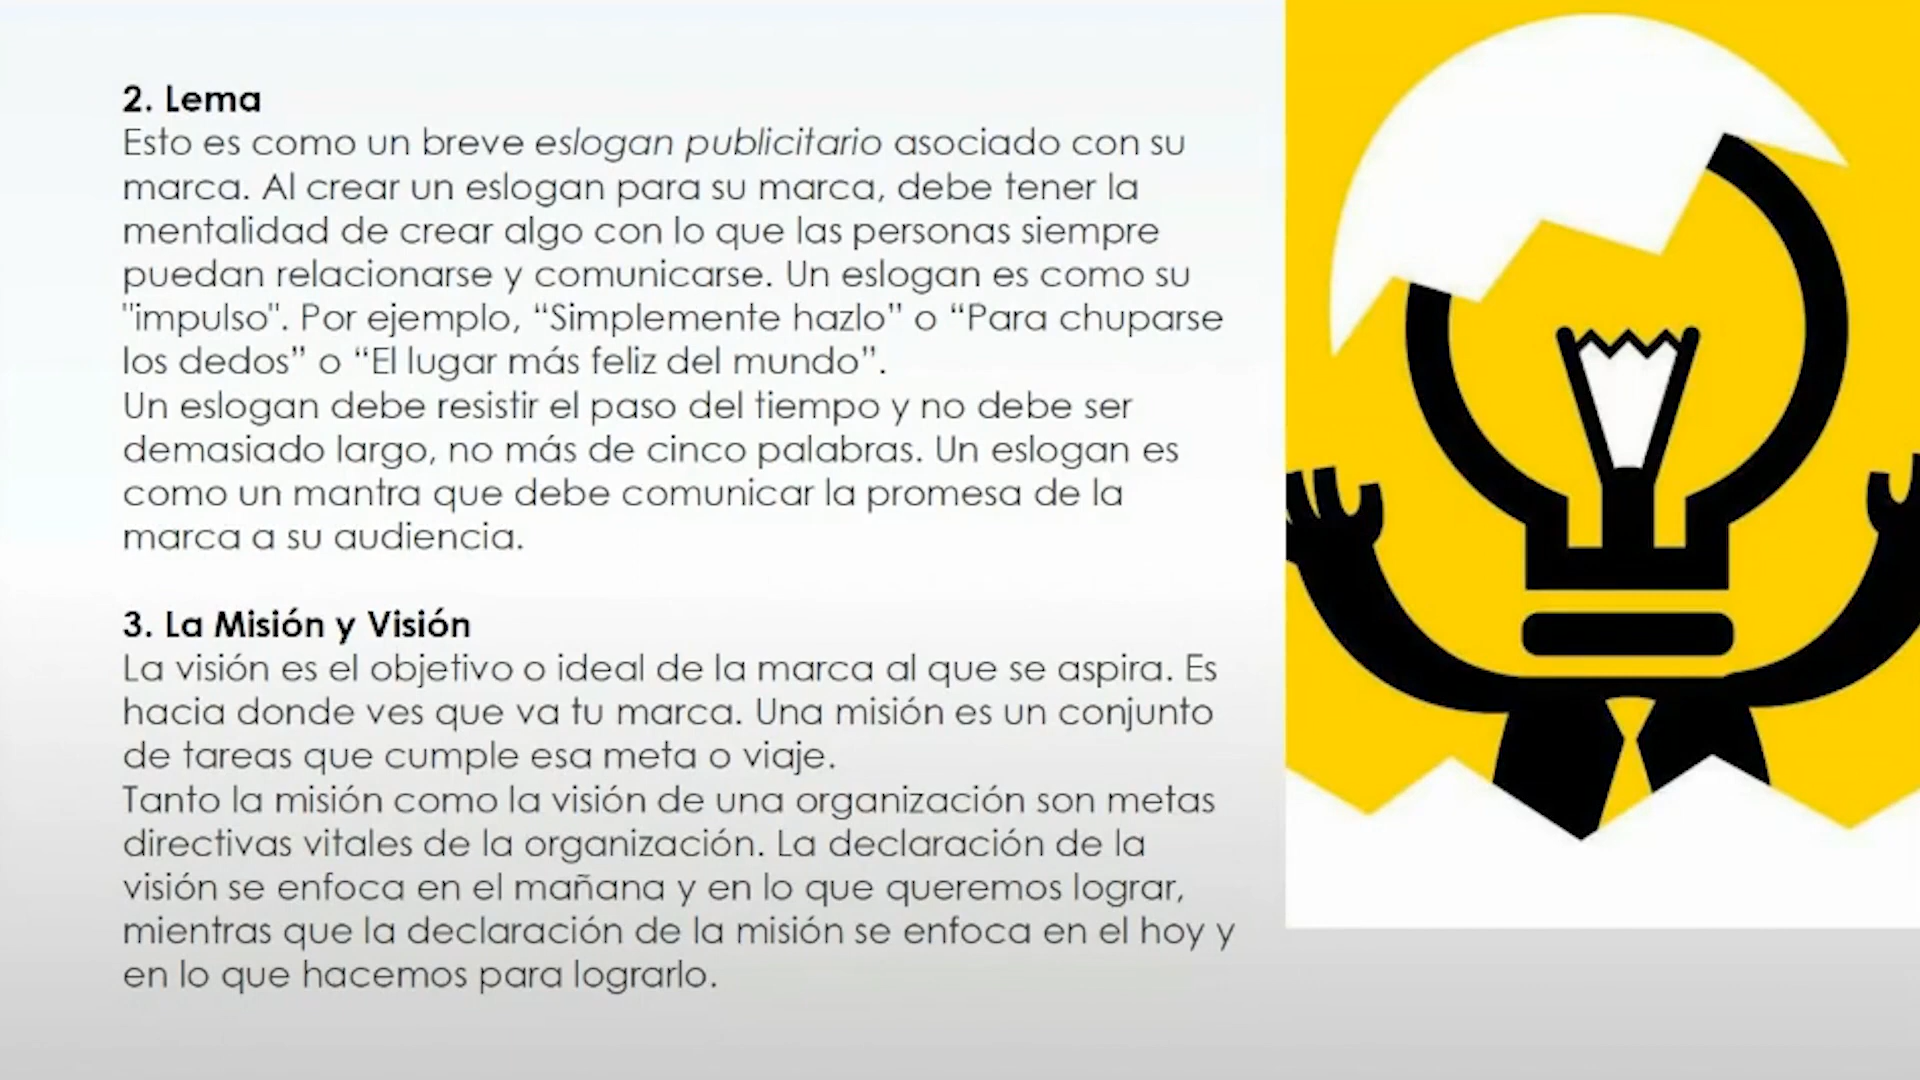 2. Lema
Esto es como un breve eslogan publicitario asociado con su
marca. Al crear un eslogan para su marca, debe tener la
mentalidad de crear algo con lo que las personas siempre
puedan relacionarse y comunicarse. Un eslogan es como su
"impulso". Por ejemplo, “Simplemente hazlo” o “Para chuparse
los dedos” o “El lugar más feliz del mundo”.
Un eslogan debe resistir el paso del tiempo y no debe ser
demasiado largo, no más de cinco palabras. Un eslogan es
como un mantra que debe comunicar la promesa de la
marca a su audiencia.
3. La Misión y Visión
La visión es el objetivo o ideal de la marca al que se aspira. Es
hacia donde ves que va tu marca. Una misión es un conjunto
de tareas que cumple esa meta o viaje.
Tanto la misión como la visión de una organización son metas
directivas vitales de la organización. La declaración de la
visión se enfoca en el mañana y en lo que queremos lograr,
mientras que la declaración de la misión se enfoca en el hoy y
en lo que hacemos para lograrlo.